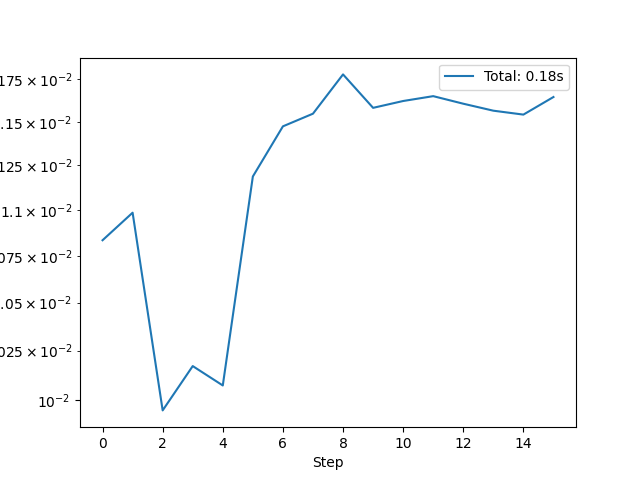 Total: 0.18s
175 × 10⁻²
.15 × 10⁻²
125 × 10⁻²
1.1 × 10⁻²
075 × 10⁻²
.05 × 10⁻²
025 × 10⁻²
10⁻²
0 2 4 6 8 10 12 14
Step